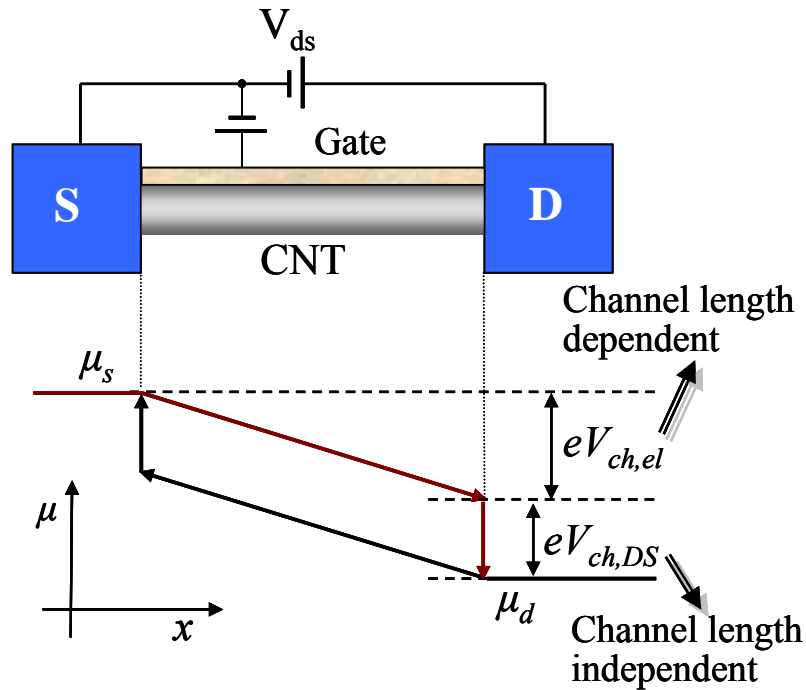 V_ds
Gate
S
D
CNT
Channel length
dependent
μ_s
eV_ch,el
μ
eV_ch,DS
μ_d
x
Channel length
independent